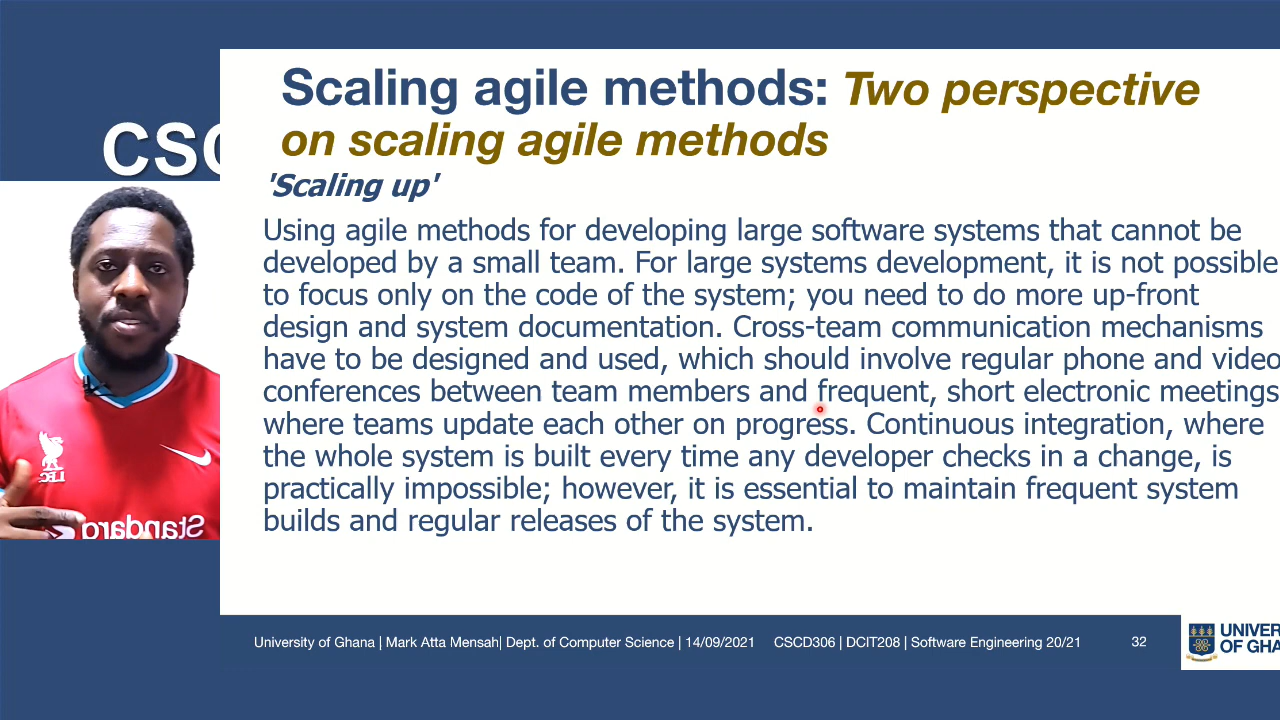 Scaling agile methods: Two perspective
on scaling agile methods
CSC
'Scaling up'
Using agile methods for developing large software systems that cannot be
developed by a small team. For large systems development, it is not possible
to focus only on the code of the system; you need to do more up-front
design and system documentation. Cross-team communication mechanisms
have to be designed and used, which should involve regular phone and video
conferences between team members and frequent, short electronic meetings
where teams update each other on progress. Continuous integration, where
the whole system is built every time any developer checks in a change, is
practically impossible; however, it is essential to maintain frequent system
builds and regular releases of the system.
LFC
Standard
University of Ghana | Mark Atta Mensah| Dept. of Computer Science | 14/09/2021 CSCD306 | DCIT208 | Software Engineering 20/21 32
UNIVER
OF GHA